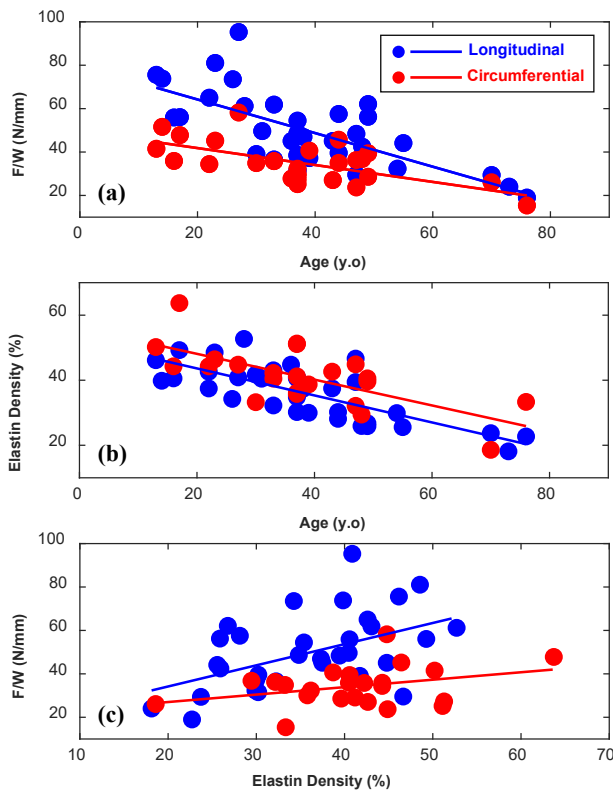 100
80
60
40
20
F/W (N/mm)
Longitudinal
Circumferential
(a)
0 20 40 60 80
Age (y.o)
60
40
20
Elastin Density (%)
(b)
0 20 40 60 80
Age (y.o)
100
80
60
40
20
F/W (N/mm)
(c)
10 20 30 40 50 60 70
Elastin Density (%)